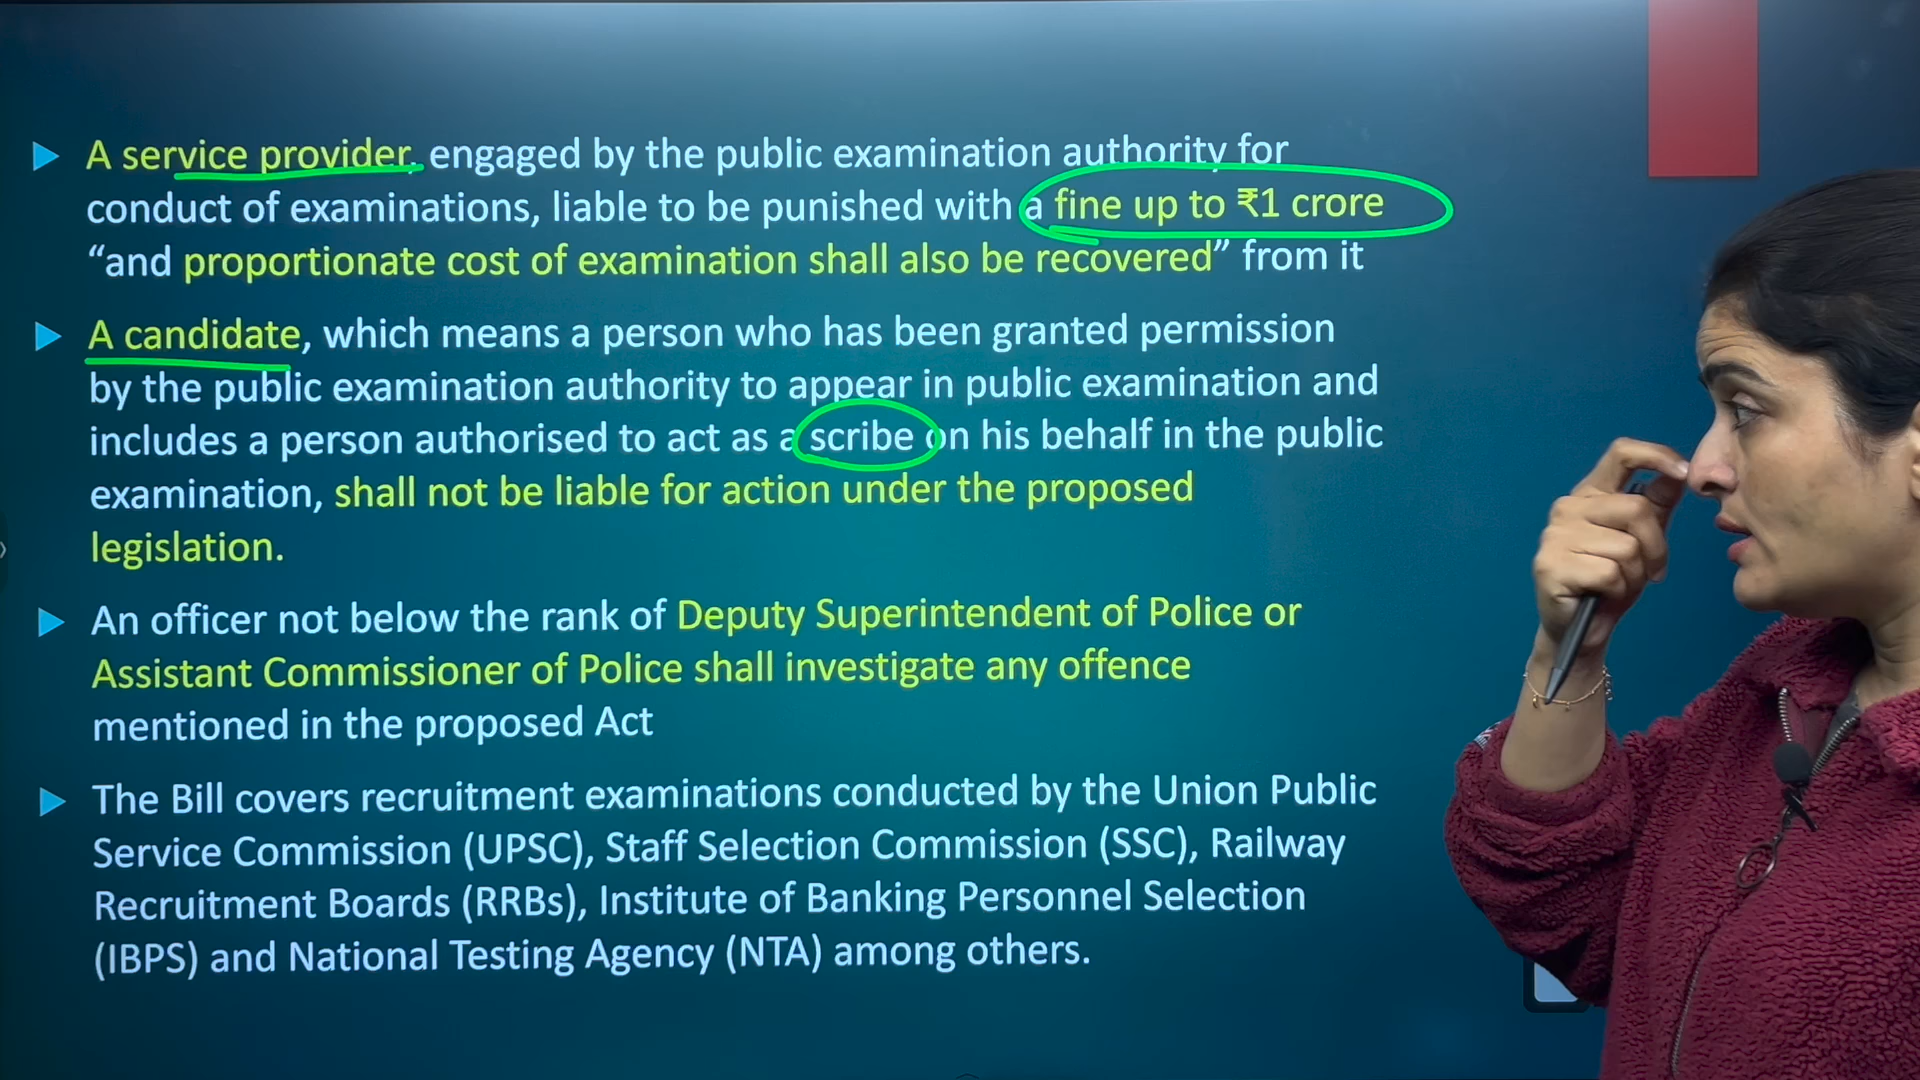 A service provider, engaged by the public examination authority for
conduct of examinations, liable to be punished with a fine up to ₹1 crore
“and proportionate cost of examination shall also be recovered” from it
A candidate, which means a person who has been granted permission
by the public examination authority to appear in public examination and
includes a person authorised to act as a scribe on his behalf in the public
examination, shall not be liable for action under the proposed
legislation.
An officer not below the rank of Deputy Superintendent of Police or
Assistant Commissioner of Police shall investigate any offence
mentioned in the proposed Act
The Bill covers recruitment examinations conducted by the Union Public
Service Commission (UPSC), Staff Selection Commission (SSC), Railway
Recruitment Boards (RRBs), Institute of Banking Personnel Selection
(IBPS) and National Testing Agency (NTA) among others.